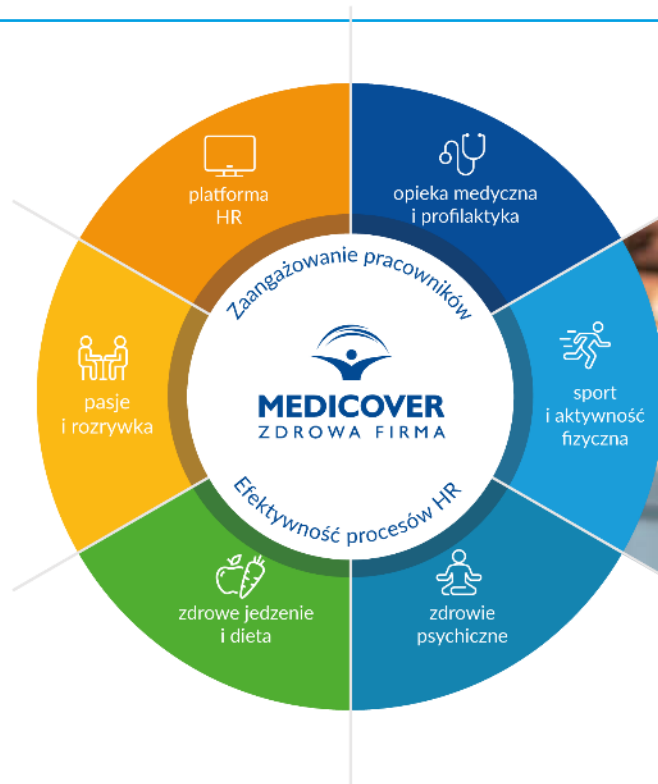 platforma
HR
opieka medyczna
i profilaktyka
Zaangażowanie pracowników
pasje
i rozrywka
MEDICOVER
ZDROWA FIRMA
sport
i aktywność
fizyczna
Efektywność procesów HR
zdrowe jedzenie
i dieta
zdrowie
psychiczne